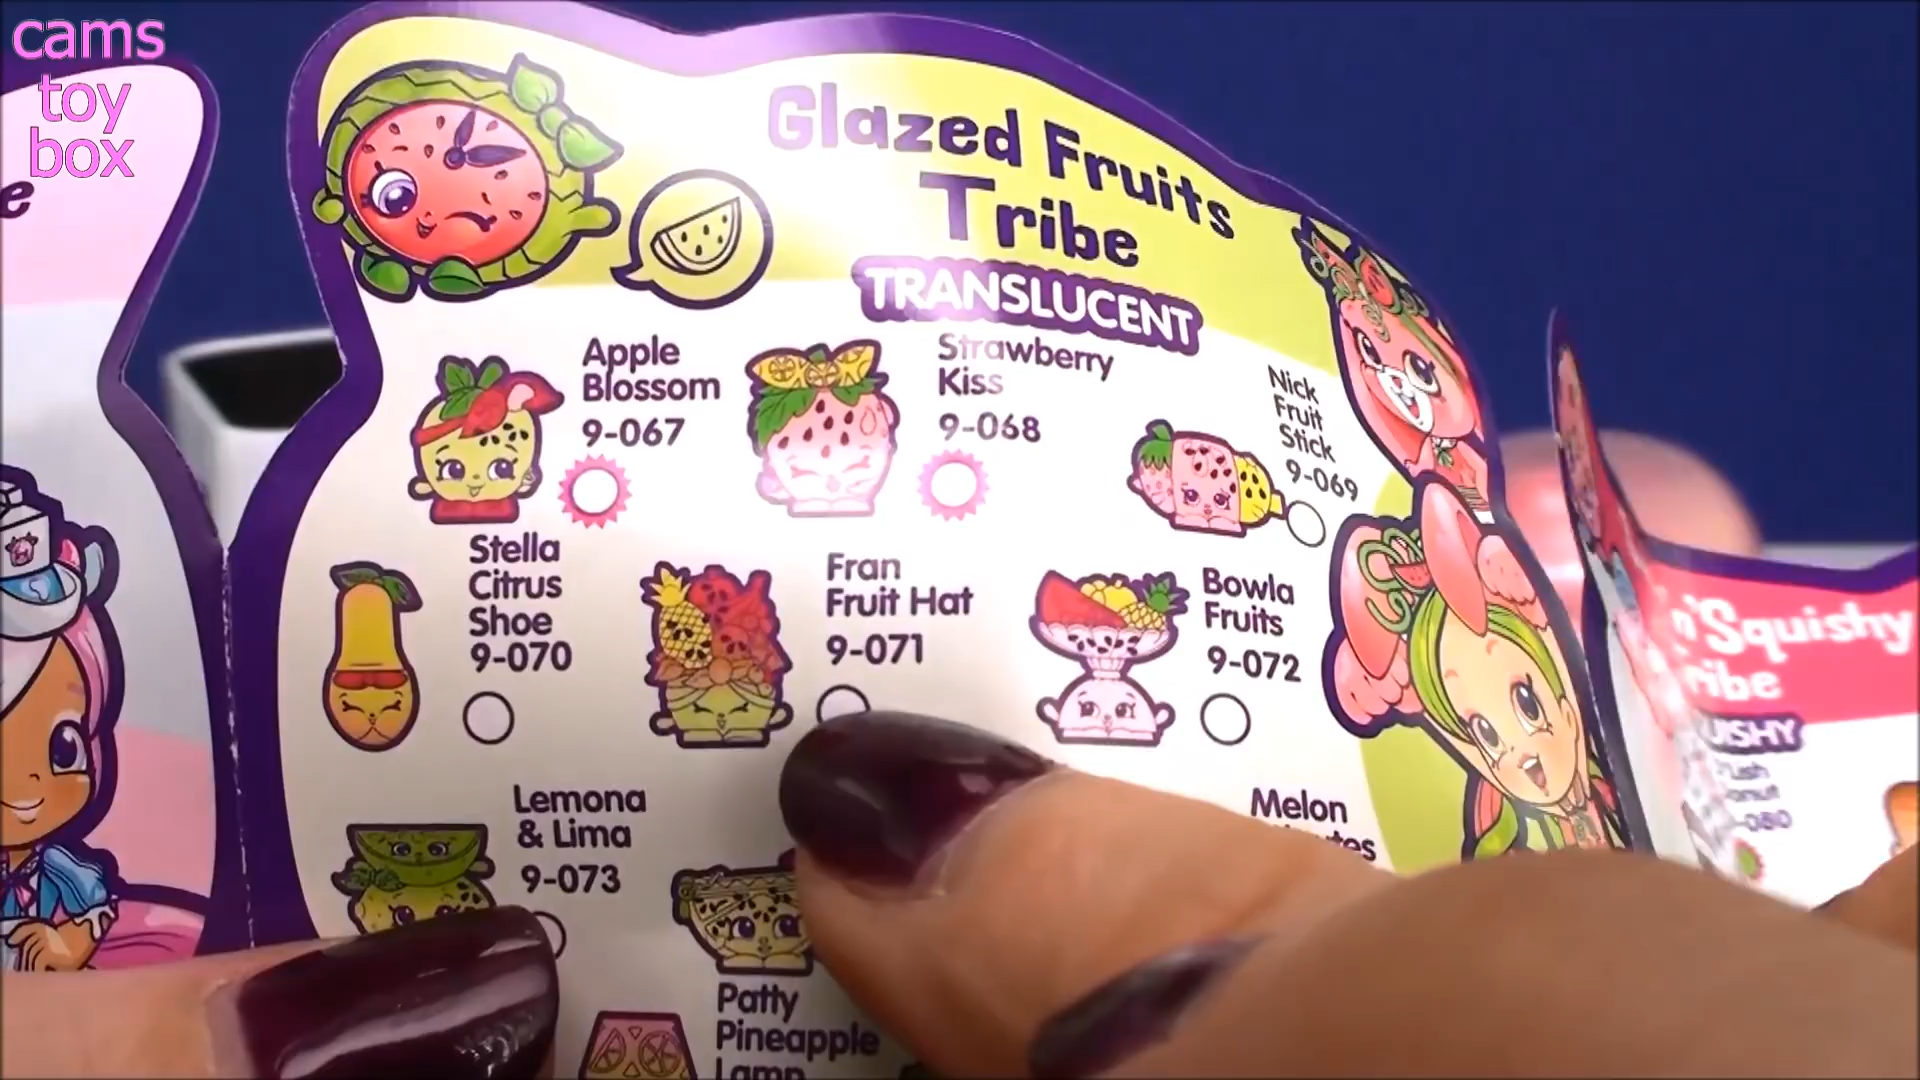 cams
toy
box
e
Glazed Fruits
Tribe
TRANSLUCENT
Apple
Blossom
9-067
Strawberry
Kiss
9-068
Nick
Fruit
Stick
9-069
Stella
Citrus
Shoe
9-070
Fran
Fruit Hat
9-071
Bowla
Fruits
9-072
Lemona
& Lima
9-073
Melon
Patty
Pineapple
Lamp
n'Squishy
ribe
UISHY